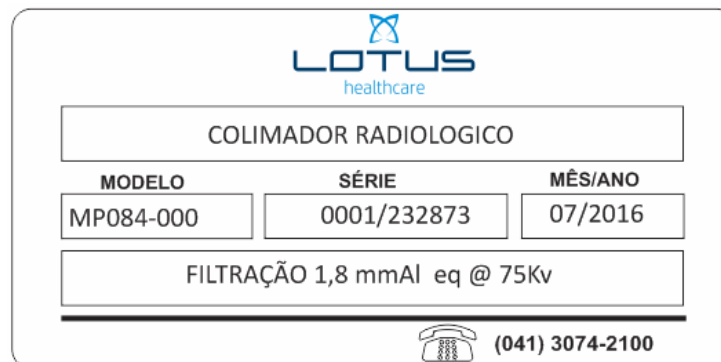 LOTUS
healthcare
COLIMADOR RADIOLOGICO
MODELO SÉRIE MÊS/ANO
MP084-000 0001/232873 07/2016
FILTRAÇÃO 1,8 mmAl eq @ 75Kv
(041) 3074-2100